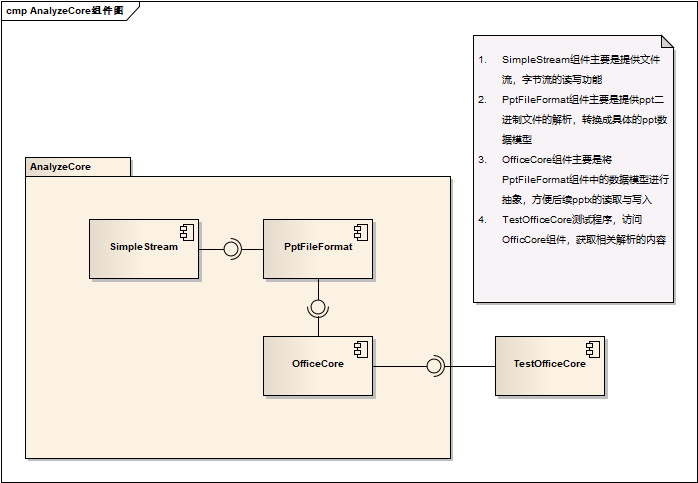 cmp AnalyzeCore组件图
1. SimpleStream组件主要是提供文件
流，字节流的读写功能
2. PptFileFormat组件主要是提供ppt二
进制文件的解析，转换成具体的ppt数
据模型
3. OfficeCore组件主要是将
PptFileFormat组件中的数据模型进行
抽象，方便后续pptx的读取与写入
4. TestOfficeCore测试程序，访问
OfficCore组件，获取相关解析的内容
AnalyzeCore
SimpleStream
PptFileFormat
OfficeCore
TestOfficeCore